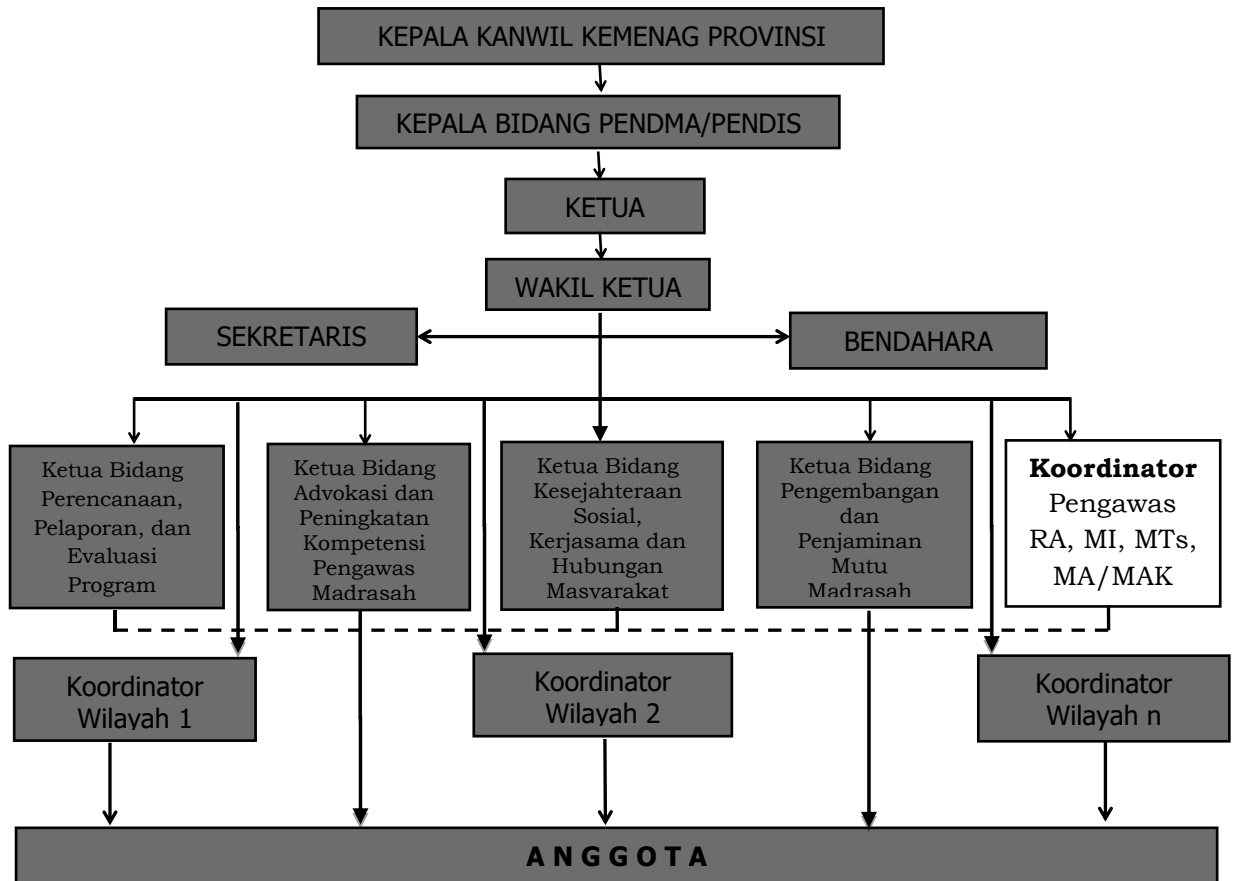 KEPALA KANWIL KEMENAG PROVINSI
KEPALA BIDANG PENDMA/PENDIS
KETUA
WAKIL KETUA
SEKRETARIS
BENDAHARA
Ketua Bidang
Perencanaan,
Pelaporan, dan
Evaluasi
Program
Ketua Bidang
Advokasi dan
Peningkatan
Kompetensi
Pengawas
Madrasah
Ketua Bidang
Kesejahteraan
Sosial,
Kerjasama dan
Hubungan
Masyarakat
Ketua Bidang
Pengembangan
dan
Penjaminan
Mutu
Madrasah
Koordinator
Pengawas
RA, MI, MTs,
MA/MAK
Koordinator
Wilayah 1
Koordinator
Wilayah 2
Koordinator
Wilayah n
ANGGOTA